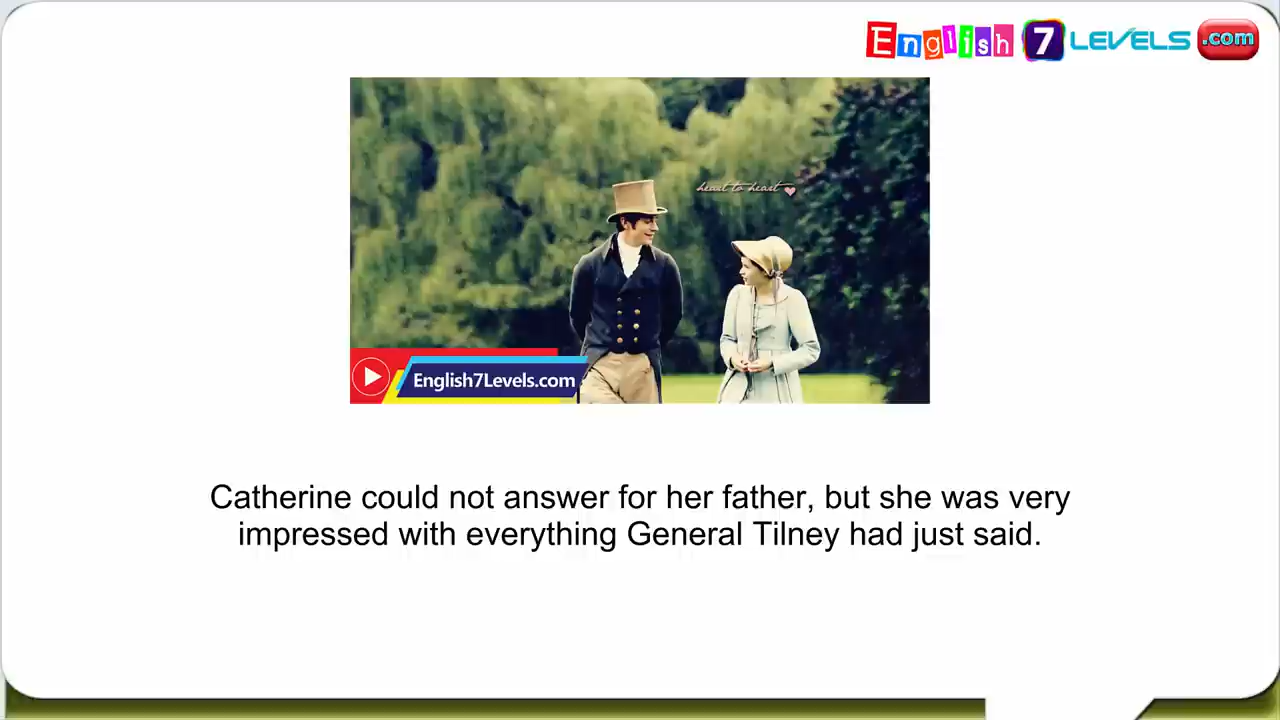 English 7 LEVELS .com
heart to heart
English7Levels.com
Catherine could not answer for her father, but she was very
impressed with everything General Tilney had just said.